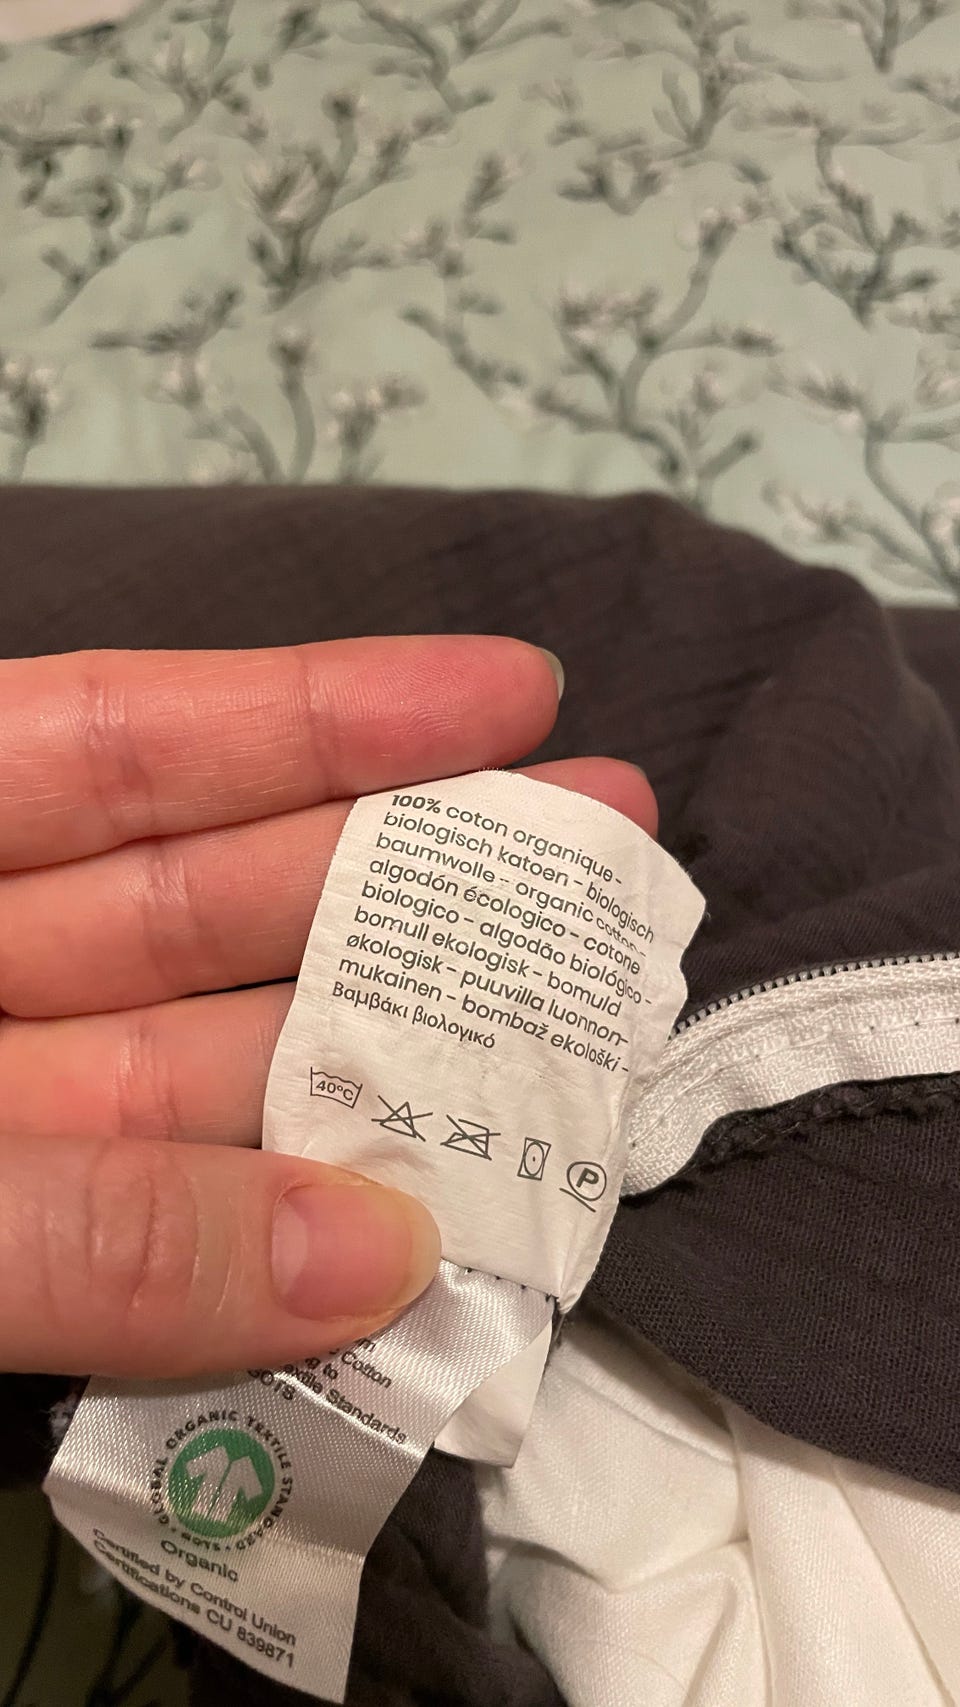 100% coton organique-
biologisch katoen - biologisch
baumwolle - organic cotton-
algodón écologico - cotone
biologico - algodão biológico -
bomull ekologisk - bomuld
økologisk - puuvilla luonnon-
mukainen - bombaž ekološki -
Βαμβάκι βιολογικό
40°C
P
Cotton
to
Standards
GOTS
GLOBAL ORGANIC TEXTILE STANDARD · GOTS ·
Organic
Certified by Control Union
Certifications CU 839871